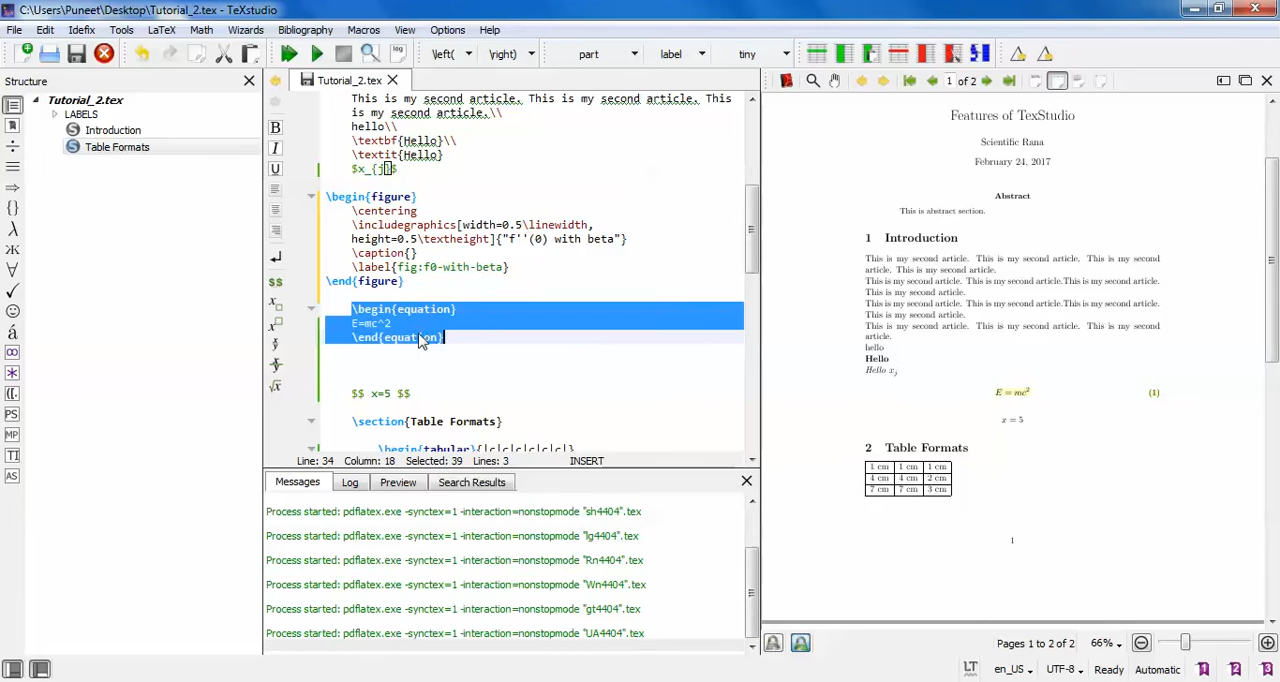 C:\Users\Puneet\Desktop\Tutorial_2.tex - TeXstudio
File Edit Idefix Tools LaTeX Math Wizards Bibliography Macros View Options Help
log \left( \right) part label tiny
Structure
Tutorial_2.tex
LABELS
Introduction
Table Formats
PS
MP
TI
AS
Tutorial_2.tex
This is my second article. This is my second article. This
is my second article.\\
hello\\
\textbf{Hello}\\
\textit{Hello}
$x_{j}$
\begin{figure}
\centering
\includegraphics[width=0.5\linewidth,
height=0.5\textheight]{"f''(0) with beta"}
\caption{}
\label{fig:f0-with-beta}
\end{figure}
\begin{equation}
E=mc^2
\end{equation}
$$ x=5 $$
\section{Table Formats}
\begin{tabular}{|c|c|c|c|c|c|}
Line: 34 Column: 18 Selected: 39 Lines: 3 INSERT
Messages Log Preview Search Results
Process started: pdflatex.exe -synctex=1 -interaction=nonstopmode "sh4404".tex
Process started: pdflatex.exe -synctex=1 -interaction=nonstopmode "lg4404".tex
Process started: pdflatex.exe -synctex=1 -interaction=nonstopmode "Rn4404".tex
Process started: pdflatex.exe -synctex=1 -interaction=nonstopmode "Wn4404".tex
Process started: pdflatex.exe -synctex=1 -interaction=nonstopmode "gt4404".tex
Process started: pdflatex.exe -synctex=1 -interaction=nonstopmode "UA4404".tex
1 of 2
Features of TexStudio
Scientific Rana
February 24, 2017
Abstract
This is abstract section.
1 Introduction
This is my second article. This is my second article. This is my second
article. This is my second article.
This is my second article. This is my second article.This is my second article.
This is my second article.
This is my second article. This is my second article.This is my second article.
This is my second article.
This is my second article. This is my second article. This is my second
article.
hello
Hello
Hello x_j
E = mc² (1)
x = 5
2 Table Formats
1 cm 1 cm 1 cm
4 cm 4 cm 2 cm
7 cm 7 cm 3 cm
1
Pages 1 to 2 of 2 66%
LT en_US UTF-8 Ready Automatic 1 2 3